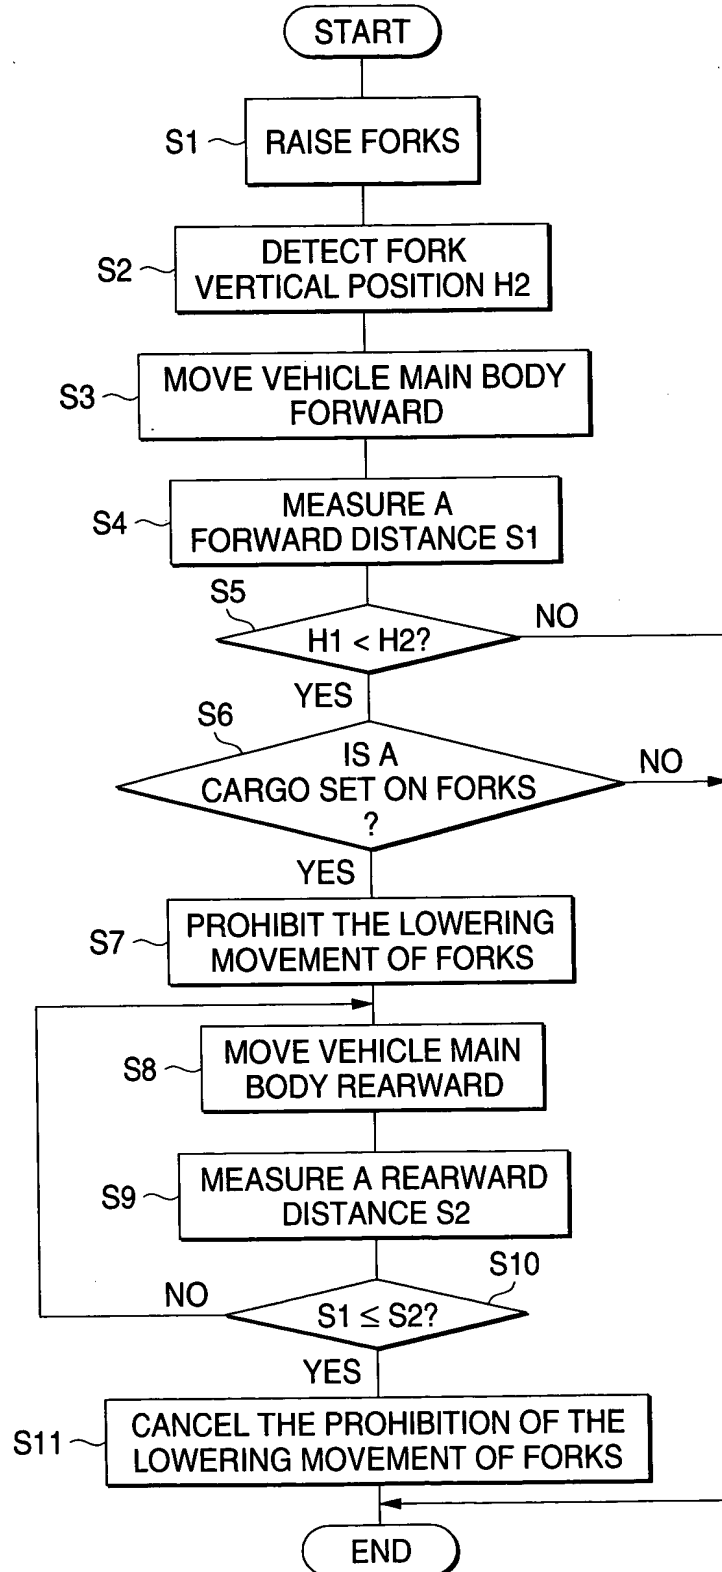 START
S1
RAISE FORKS
S2
DETECT FORK
VERTICAL POSITION H2
S3
MOVE VEHICLE MAIN BODY
FORWARD
S4
MEASURE A
FORWARD DISTANCE S1
S5
H1 < H2?
NO
YES
S6
IS A
CARGO SET ON FORKS
?
NO
YES
S7
PROHIBIT THE LOWERING
MOVEMENT OF FORKS
S8
MOVE VEHICLE MAIN
BODY REARWARD
S9
MEASURE A REARWARD
DISTANCE S2
S10
S1 ≤ S2?
NO
YES
S11
CANCEL THE PROHIBITION OF THE
LOWERING MOVEMENT OF FORKS
END